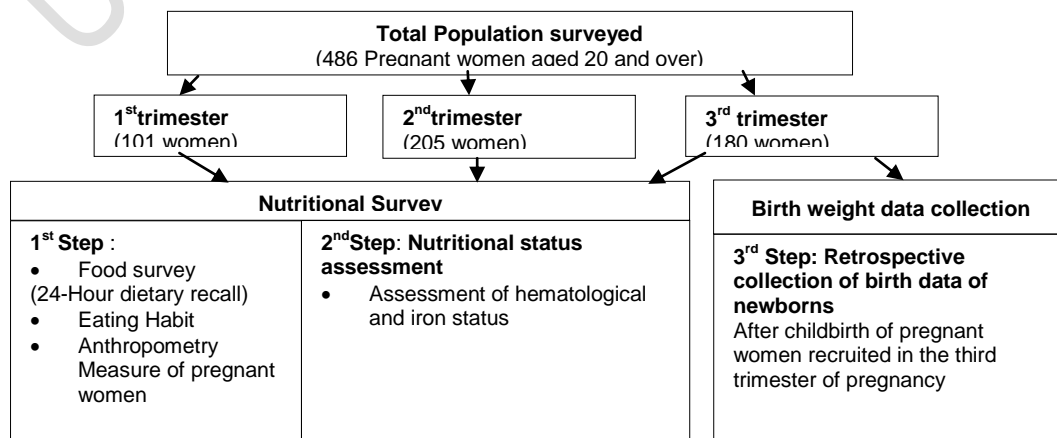 Total Population surveyed
(486 Pregnant women aged 20 and over)
1st trimester
(101 women)
2nd trimester
(205 women)
3rd trimester
(180 women)
Nutritional Survey
Birth weight data collection
1st Step :
• Food survey
(24-Hour dietary recall)
• Eating Habit
• Anthropometry
Measure of pregnant
women
2ndStep: Nutritional status
assessment
• Assessment of hematological
and iron status
3rd Step: Retrospective
collection of birth data of
newborns
After childbirth of pregnant
women recruited in the third
trimester of pregnancy